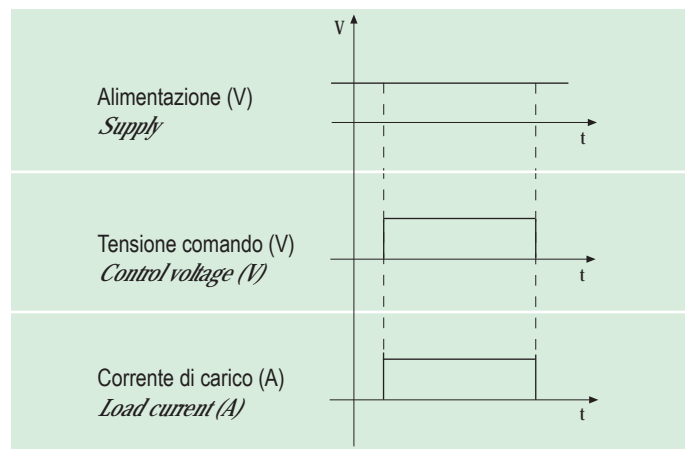 V
Alimentazione (V)
Supply
t
Tensione comando (V)
Control voltage (V)
t
Corrente di carico (A)
Load current (A)
t